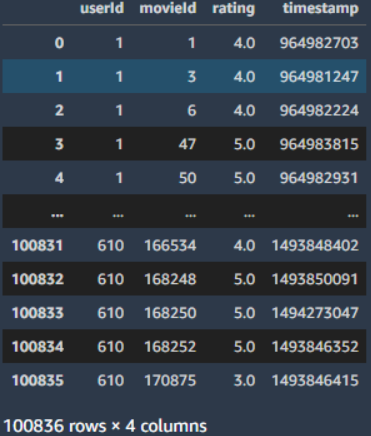 userId movieId rating timestamp
0 1 1 4.0 964982703
1 1 3 4.0 964981247
2 1 6 4.0 964982224
3 1 47 5.0 964983815
4 1 50 5.0 964982931
... ... ... ... ...
100831 610 166534 4.0 1493848402
100832 610 168248 5.0 1493850091
100833 610 168250 5.0 1494273047
100834 610 168252 5.0 1493846352
100835 610 170875 3.0 1493846415
100836 rows × 4 columns